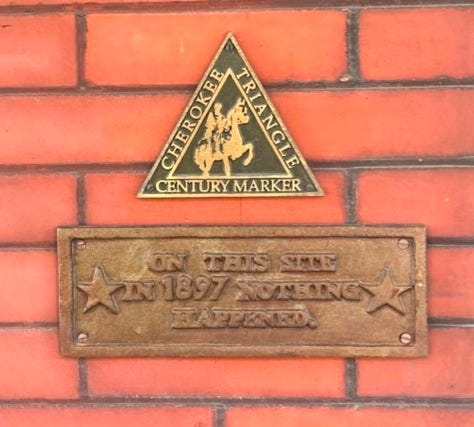 CHEROKEE TRIANGLE
CENTURY MARKER
ON THIS SITE
IN 1897 NOTHING
HAPPENED.